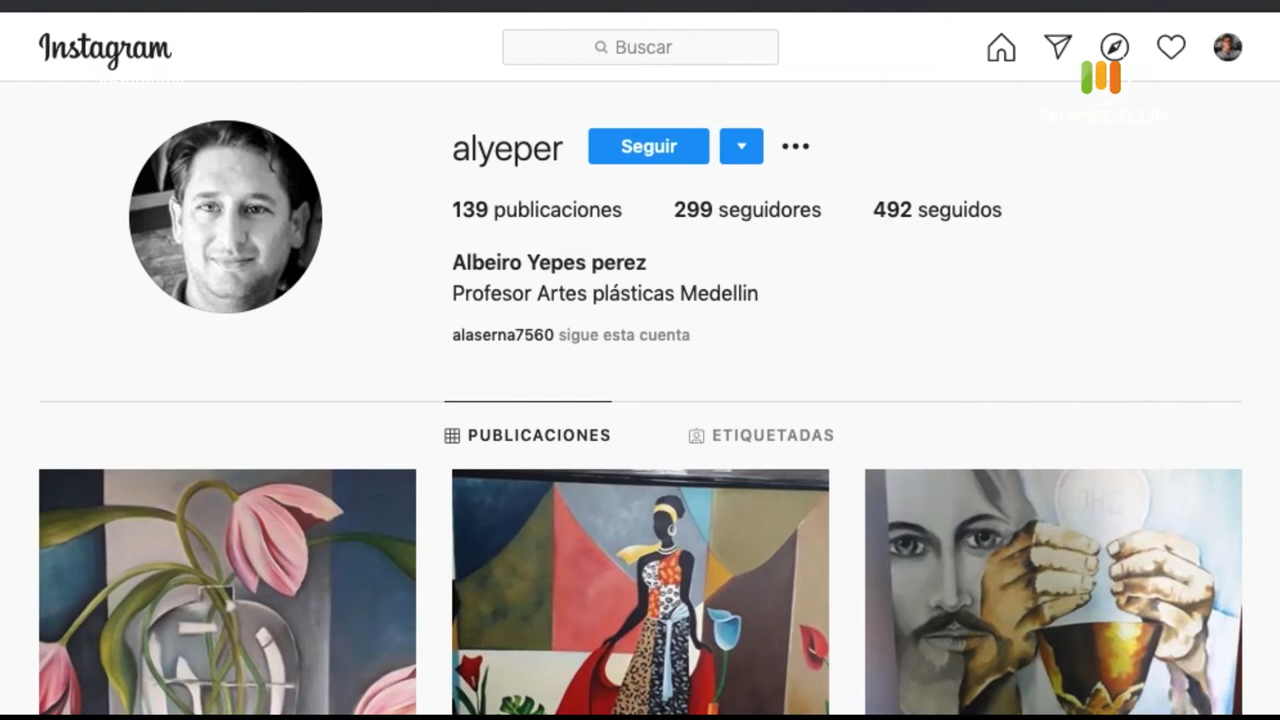 Instagram
Buscar
alyeper
Seguir
139 publicaciones 299 seguidores 492 seguidos
Albeiro Yepes perez
Profesor Artes plásticas Medellin
alaserna7560 sigue esta cuenta
PUBLICACIONES ETIQUETADAS
JHS